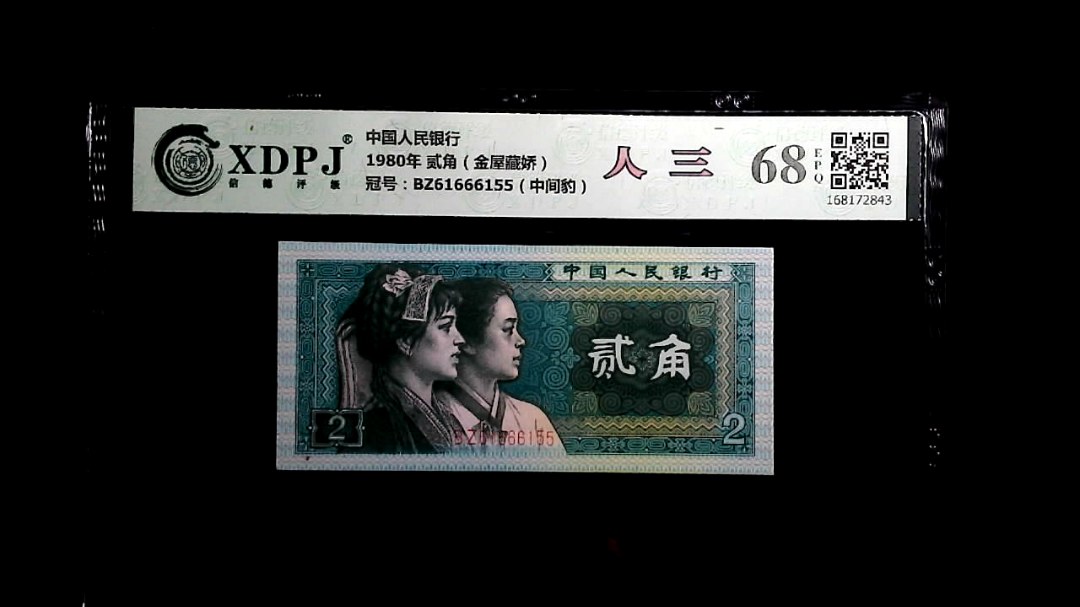 XDPJ®
信德评级
中国人民银行
1980年 贰角（金屋藏娇）
冠号：BZ61666155（中间豹）
人三
68
EPQ
168172843
中国人民银行
贰角
2
BZ61666155
2